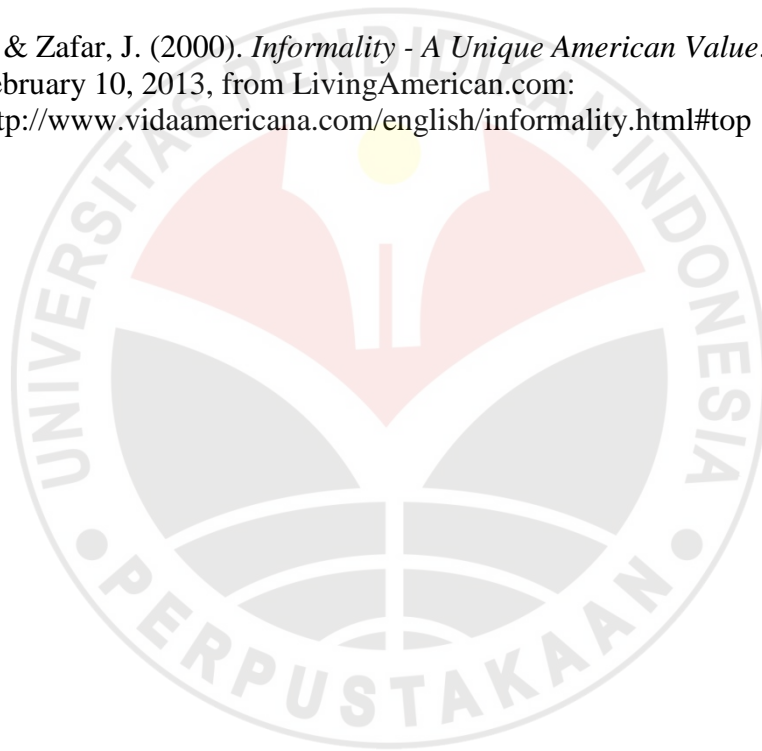 & Zafar, J. (2000). Informality - A Unique American Value.
bruary 10, 2013, from LivingAmerican.com:
tp://www.vidaamericana.com/english/informality.html#top
UNIVERSITAS PENDIDIKAN INDONESIA
PERPUSTAKAAN